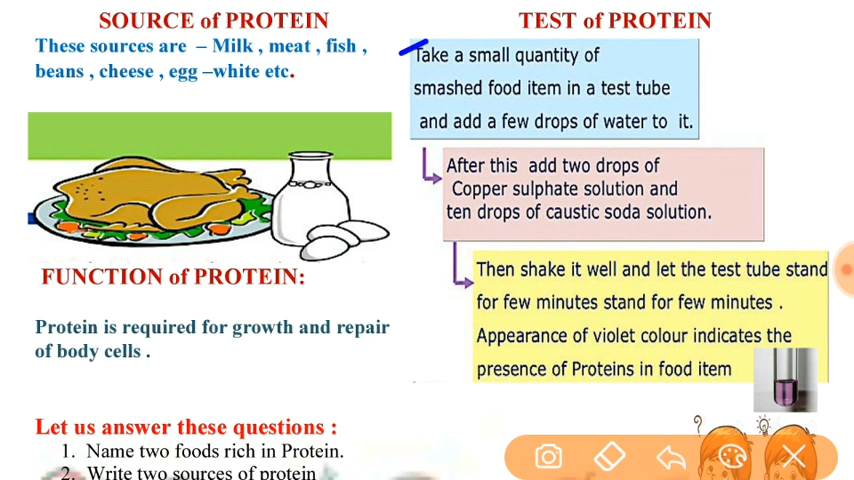 SOURCE of PROTEIN
These sources are – Milk , meat , fish ,
beans , cheese , egg –white etc.
FUNCTION of PROTEIN:
Protein is required for growth and repair
of body cells .
TEST of PROTEIN
Take a small quantity of
smashed food item in a test tube
and add a few drops of water to it.
After this add two drops of
Copper sulphate solution and
ten drops of caustic soda solution.
Then shake it well and let the test tube stand
for few minutes stand for few minutes .
Appearance of violet colour indicates the
presence of Proteins in food item
Let us answer these questions :
1. Name two foods rich in Protein.
2. Write two sources of protein